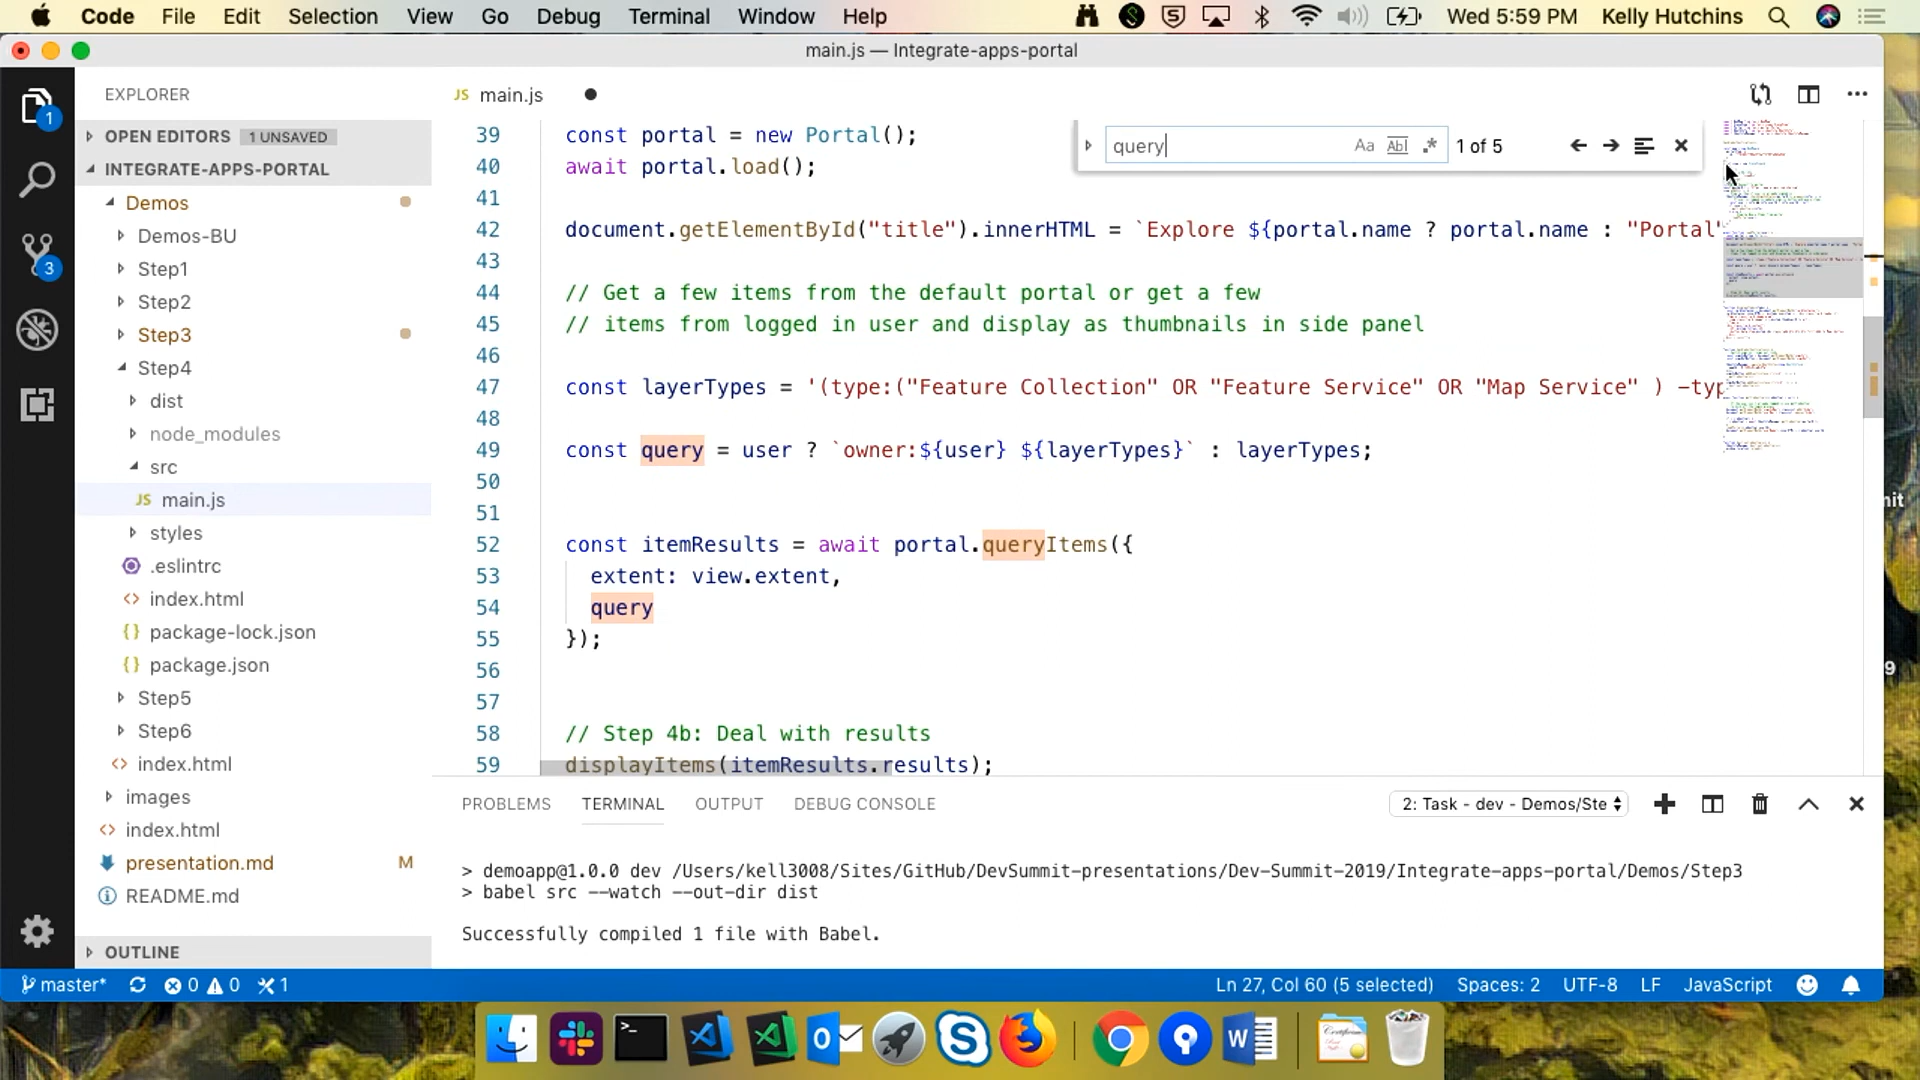 Code File Edit Selection View Go Debug Terminal Window Help Wed 5:59 PM Kelly Hutchins
main.js — Integrate-apps-portal
EXPLORER
OPEN EDITORS 1 UNSAVED
INTEGRATE-APPS-PORTAL
Demos
Demos-BU
Step1
Step2
Step3
Step4
dist
node_modules
src
JS main.js
styles
.eslintrc
<> index.html
{} package-lock.json
{} package.json
Step5
Step6
<> index.html
images
<> index.html
presentation.md M
README.md
OUTLINE
1
3
JS main.js
query Aa Abl .* 1 of 5
39 const portal = new Portal();
40 await portal.load();
41
42 document.getElementById("title").innerHTML = `Explore ${portal.name ? portal.name : "Portal"
43
44 // Get a few items from the default portal or get a few
45 // items from logged in user and display as thumbnails in side panel
46
47 const layerTypes = '(type:("Feature Collection" OR "Feature Service" OR "Map Service" ) -typ
48
49 const query = user ? `owner:${user} ${layerTypes}` : layerTypes;
50
51
52 const itemResults = await portal.queryItems({
53 extent: view.extent,
54 query
55 });
56
57
58 // Step 4b: Deal with results
59 displayItems(itemResults.results);
PROBLEMS TERMINAL OUTPUT DEBUG CONSOLE 2: Task - dev - Demos/Ste
> demoapp@1.0.0 dev /Users/kell3008/Sites/GitHub/DevSummit-presentations/Dev-Summit-2019/Integrate-apps-portal/Demos/Step3
> babel src --watch --out-dir dist
Successfully compiled 1 file with Babel.
master* 0 0 1 Ln 27, Col 60 (5 selected) Spaces: 2 UTF-8 LF JavaScript